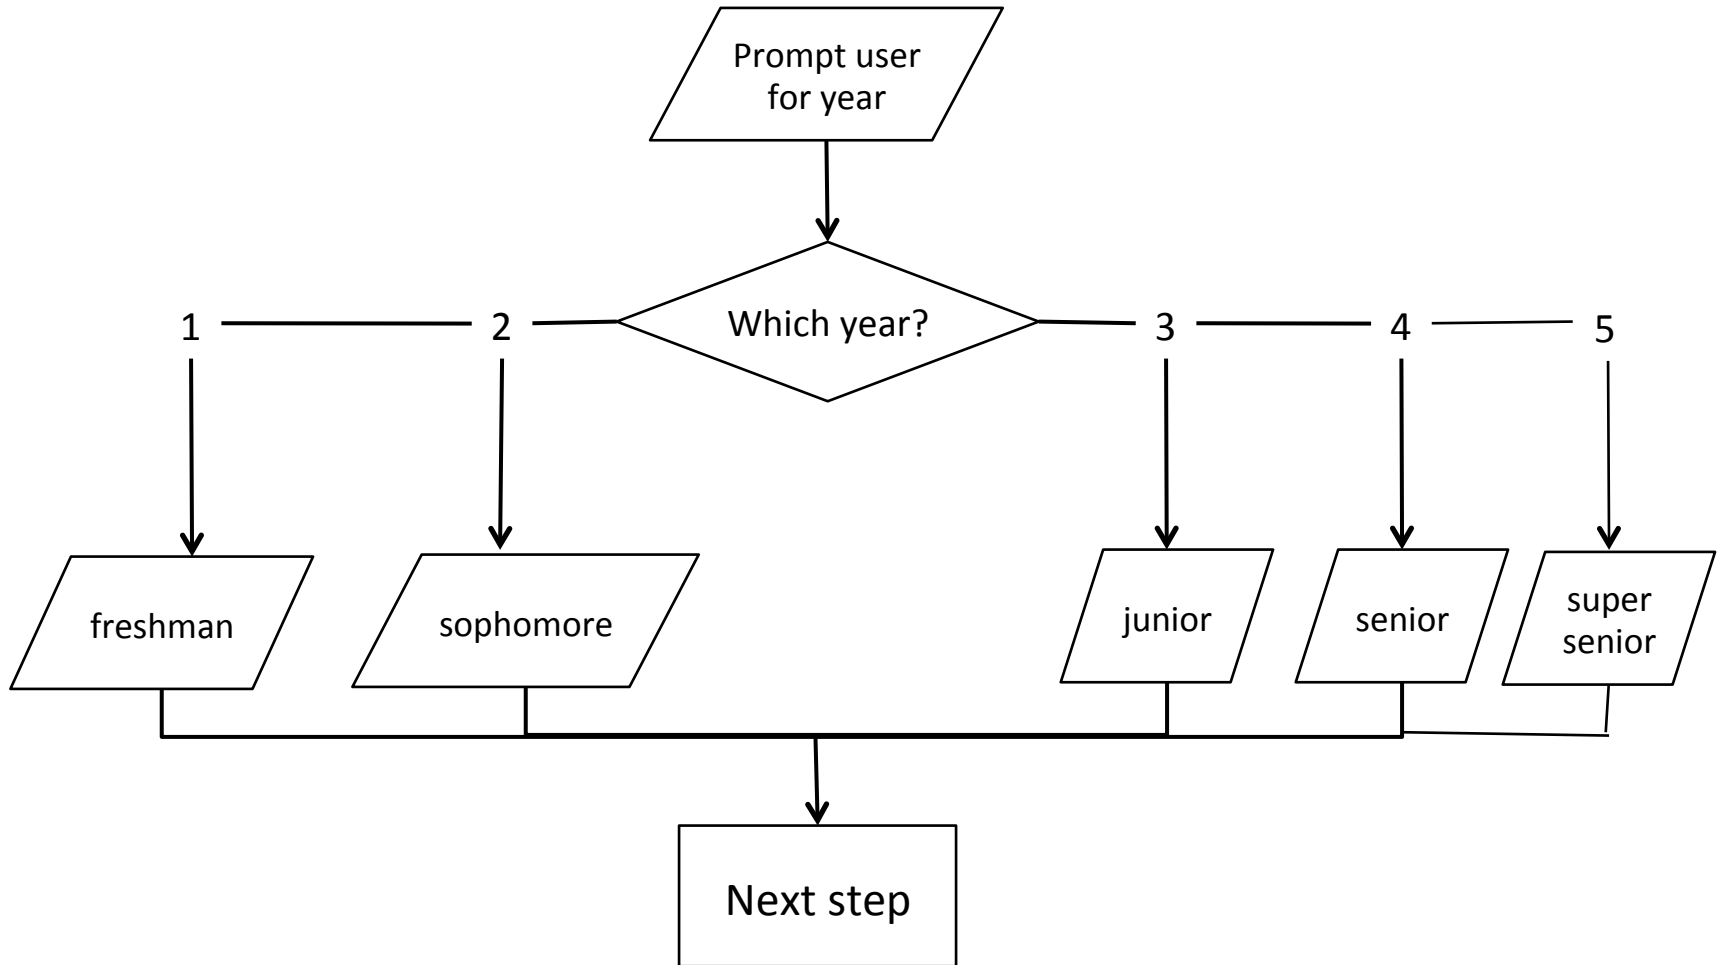 Prompt user
for year
Which year?
1
2
3
4
5
freshman
sophomore
junior
senior
super
senior
Next step